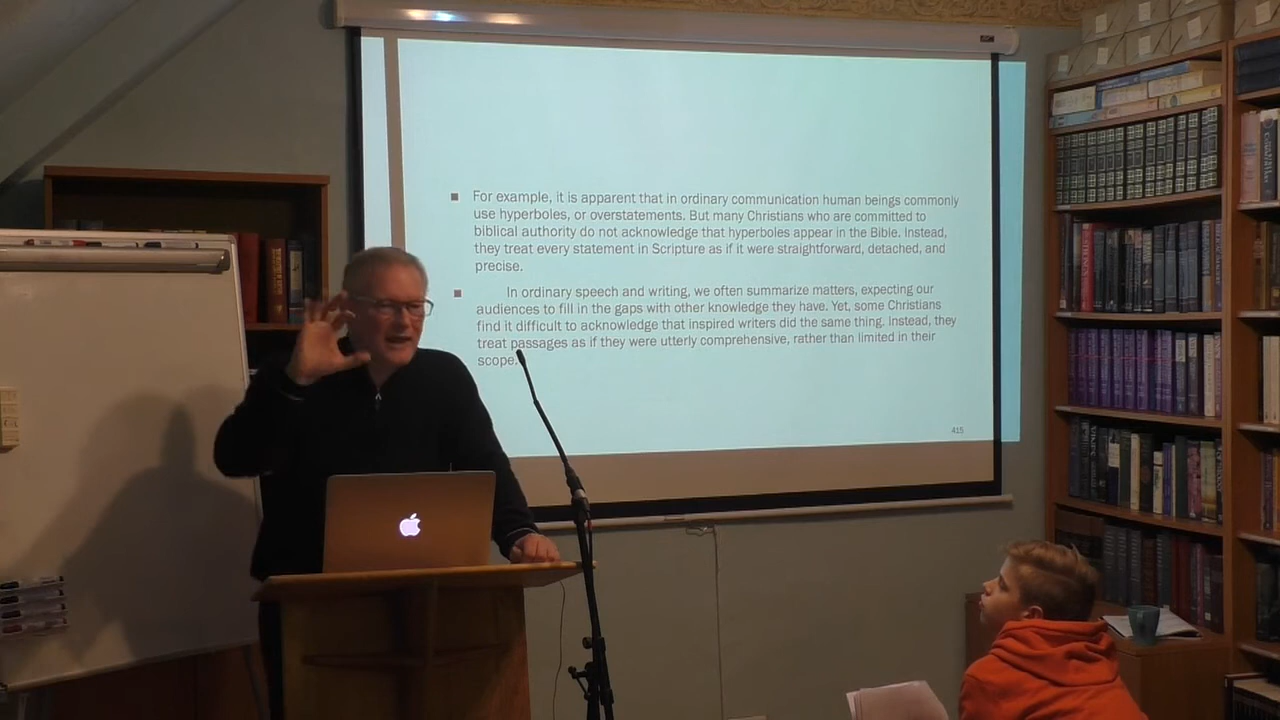 For example, it is apparent that in ordinary communication human beings commonly
use hyperboles, or overstatements. But many Christians who are committed to
biblical authority do not acknowledge that hyperboles appear in the Bible. Instead,
they treat every statement in Scripture as if it were straightforward, detached, and
precise.
In ordinary speech and writing, we often summarize matters, expecting our
audiences to fill in the gaps with other knowledge they have. Yet, some Christians
find it difficult to acknowledge that inspired writers did the same thing. Instead, they
treat passages as if they were utterly comprehensive, rather than limited in their
scope.
415